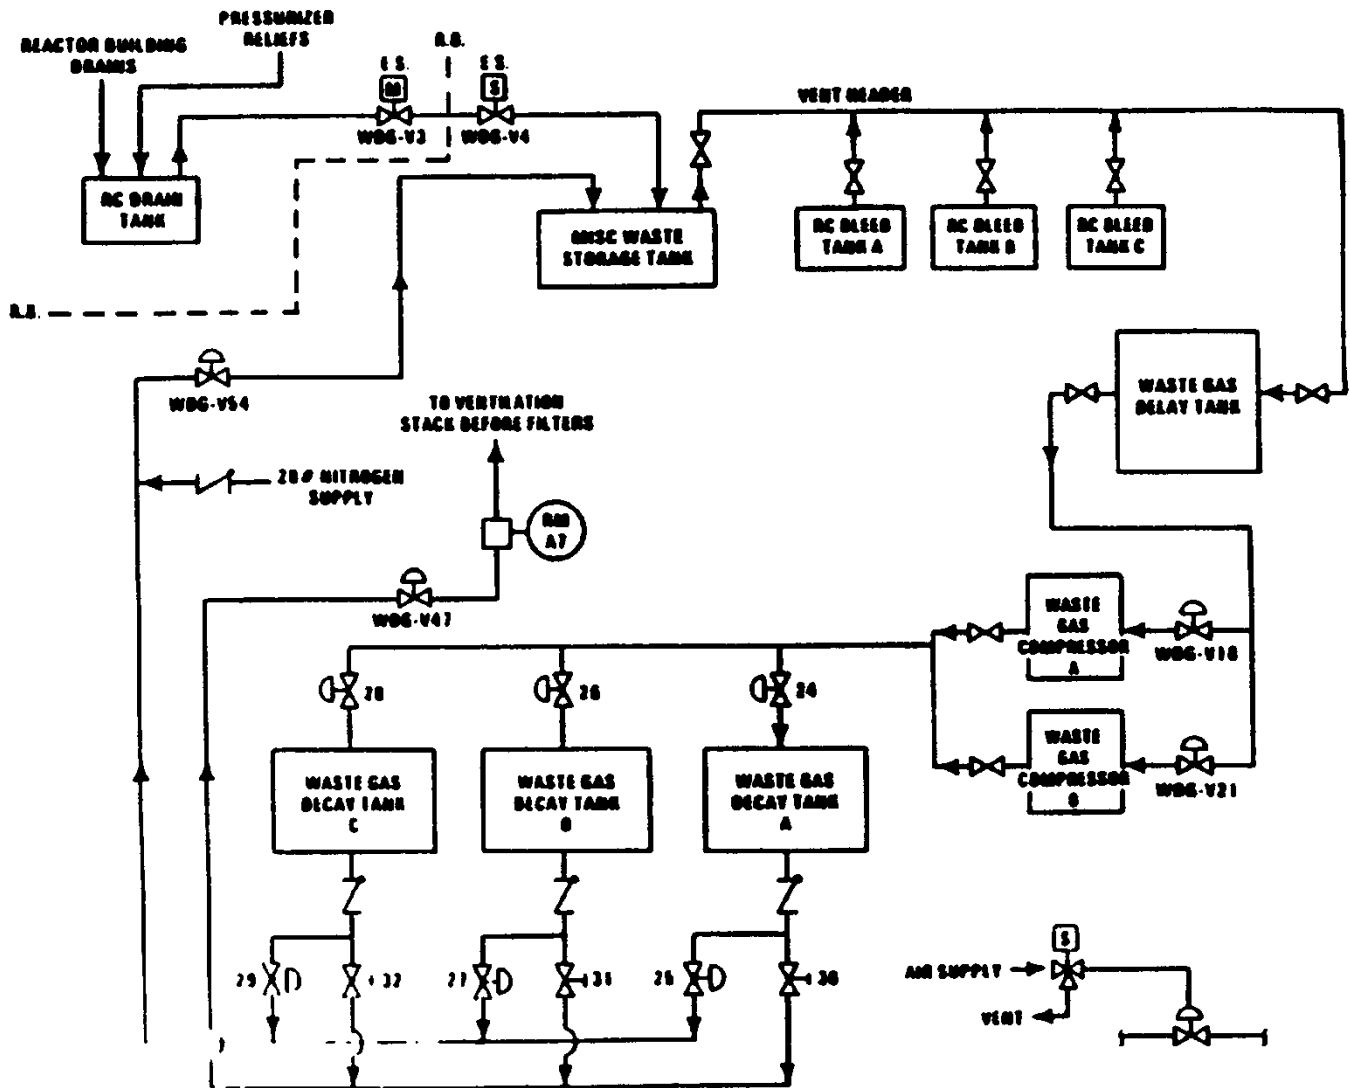 PRESSURIZER
RELIEFS
REACTOR BUILDING
DRAINS
R.B.
E S.
M
WDG-V3
E S.
S
WDG-V4
VENT HEADER
RC DRAIN
TANK
MISC WASTE
STORAGE TANK
RC BLEED
TANK A
RC BLEED
TANK B
RC BLEED
TANK C
R.B.
WDG-V54
TO VENTILATION
STACK BEFORE FILTERS
WASTE GAS
DELAY TANK
20# NITROGEN
SUPPLY
RM
A7
WDG-V47
WASTE
GAS
COMPRESSOR
A
WDG-V18
28
26
24
WASTE
GAS
COMPRESSOR
B
WDG-V21
WASTE GAS
DECAY TANK
C
WASTE GAS
DECAY TANK
B
WASTE GAS
DECAY TANK
A
29
32
27
31
25
30
S
AIR SUPPLY
VENT